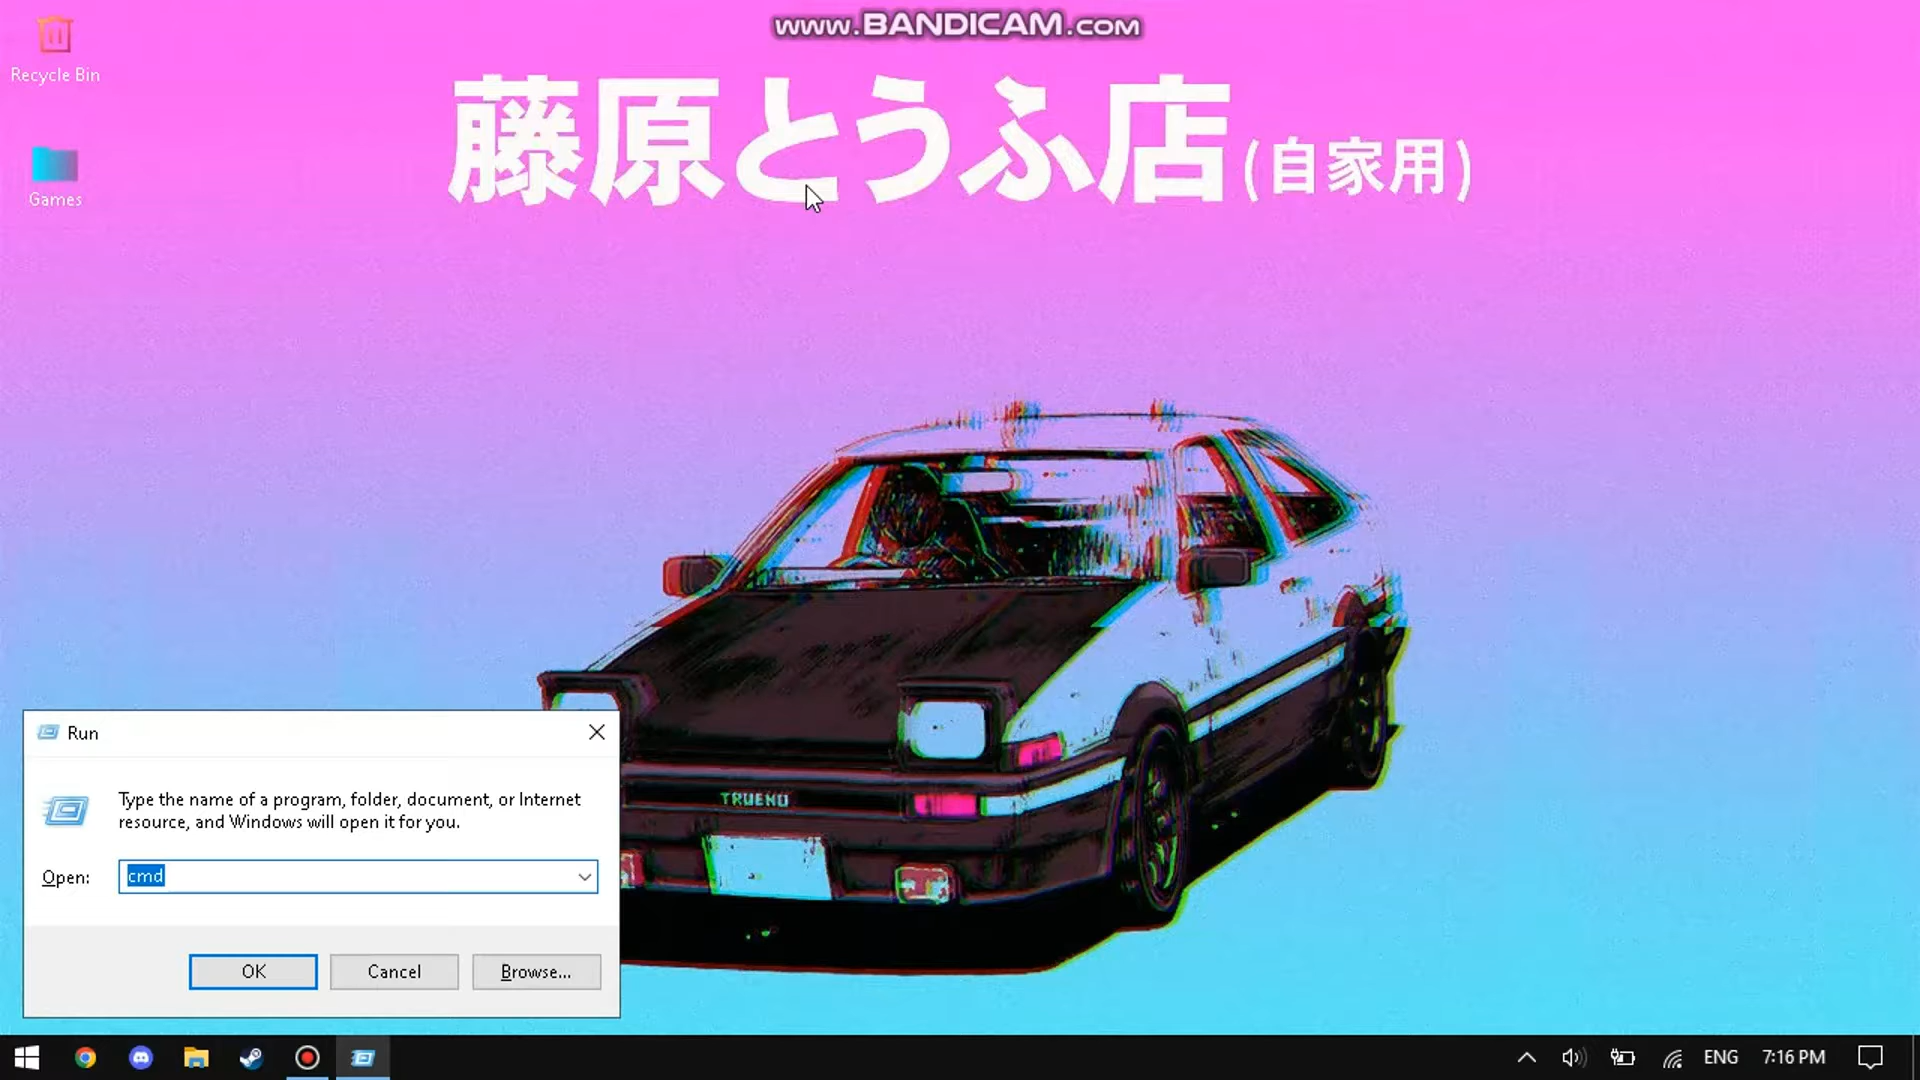 www.BANDICAM.com
Recycle Bin
藤原とうふ店(自家用)
Games
TRUENO
Run
Type the name of a program, folder, document, or Internet
resource, and Windows will open it for you.
Open: cmd
OK Cancel Browse...
ENG 7:16 PM